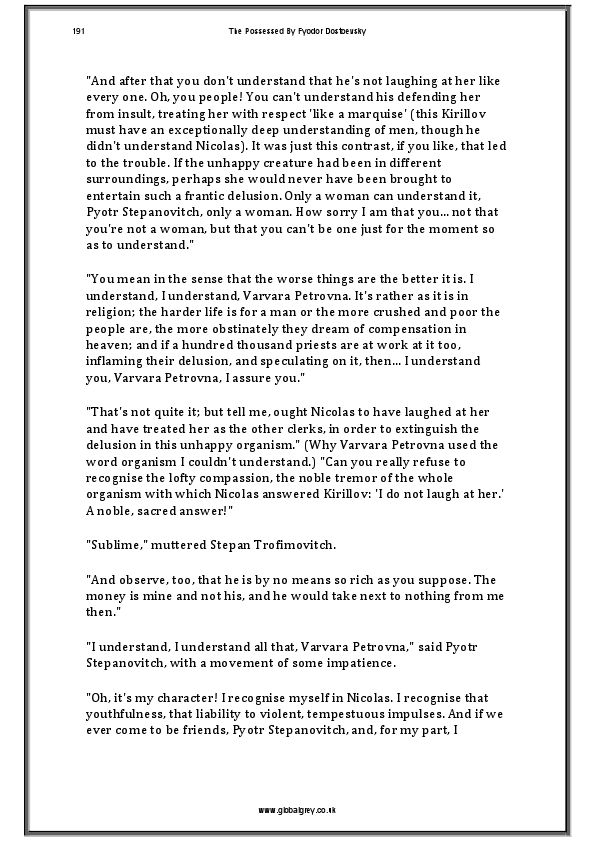 191
The Possessed By Fyodor Dostoevsky
"And after that you don't understand that he's not laughing at her like
every one. Oh, you people! You can't understand his defending her
from insult, treating her with respect 'like a marquise' (this Kirillov
must have an exceptionally deep understanding of men, though he
didn't understand Nicolas). It was just this contrast, if you like, that led
to the trouble. If the unhappy creature had been in different
surroundings, perhaps she would never have been brought to
entertain such a frantic delusion. Only a woman can understand it,
Pyotr Stepanovitch, only a woman. How sorry I am that you... not that
you're not a woman, but that you can't be one just for the moment so
as to understand."
"You mean in the sense that the worse things are the better it is. I
understand, I understand, Varvara Petrovna. It's rather as it is in
religion; the harder life is for a man or the more crushed and poor the
people are, the more obstinately they dream of compensation in
heaven; and if a hundred thousand priests are at work at it too,
inflaming their delusion, and speculating on it, then... I understand
you, Varvara Petrovna, I assure you."
"That's not quite it; but tell me, ought Nicolas to have laughed at her
and have treated her as the other clerks, in order to extinguish the
delusion in this unhappy organism." (Why Varvara Petrovna used the
word organism I couldn't understand.) "Can you really refuse to
recognise the lofty compassion, the noble tremor of the whole
organism with which Nicolas answered Kirillov: 'I do not laugh at her.'
A noble, sacred answer!"
"Sublime," muttered Stepan Trofimovitch.
"And observe, too, that he is by no means so rich as you suppose. The
money is mine and not his, and he would take next to nothing from me
then."
"I understand, I understand all that, Varvara Petrovna," said Pyotr
Stepanovitch, with a movement of some impatience.
"Oh, it's my character! I recognise myself in Nicolas. I recognise that
youthfulness, that liability to violent, tempestuous impulses. And if we
ever come to be friends, Pyotr Stepanovitch, and, for my part, I
www.globalgrey.co.uk